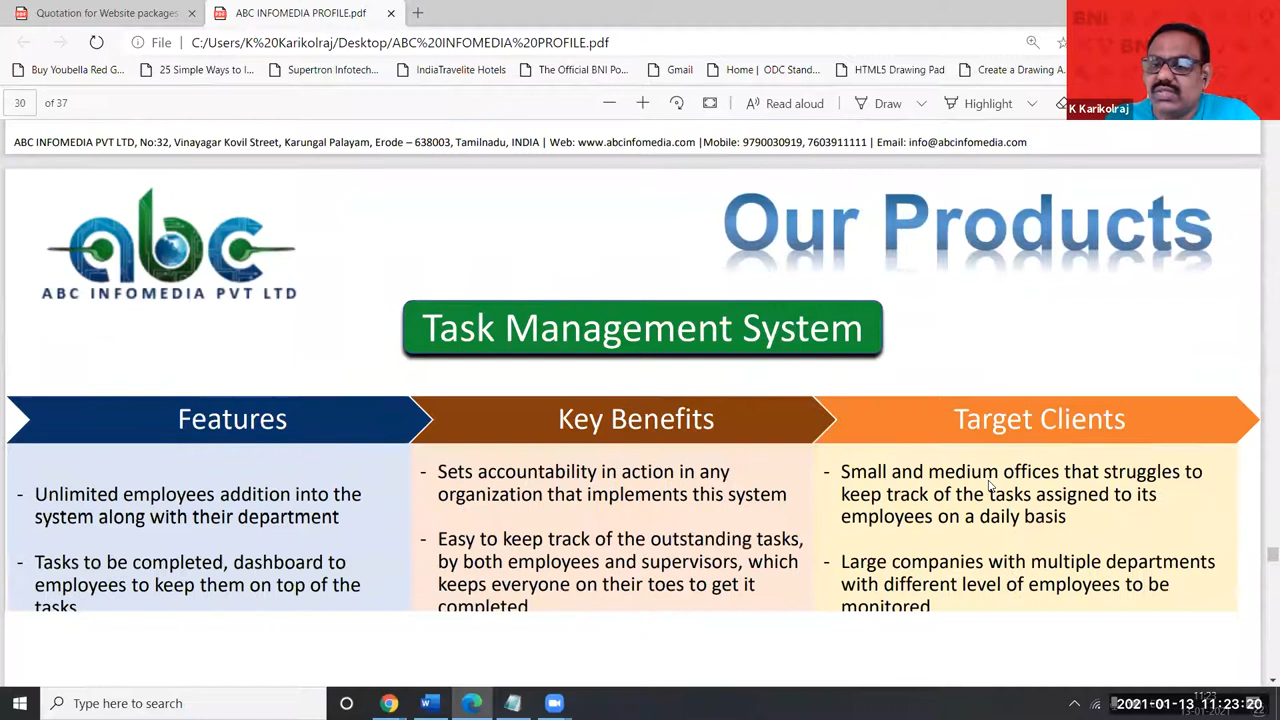 Quotation for Website packages
ABC INFOMEDIA PROFILE.pdf
File
C:/Users/K%20Karikolraj/Desktop/ABC%20INFOMEDIA%20PROFILE.pdf
Buy Youbella Red G...
25 Simple Ways to I...
Supertron Infotech...
IndiaTravelite Hotels
The Official BNI Po...
Gmail
Home | ODC Stand...
HTML5 Drawing Pad
Create a Drawing A...
30 of 37
Read aloud
Draw
Highlight
BNI
K Karikolraj
ABC INFOMEDIA PVT LTD, No:32, Vinayagar Kovil Street, Karungal Palayam, Erode – 638003, Tamilnadu, INDIA | Web: www.abcinfomedia.com |Mobile: 9790030919, 7603911111 | Email: info@abcinfomedia.com
abc
ABC INFOMEDIA PVT LTD
Our Products
Task Management System
Features
- Unlimited employees addition into the
system along with their department
- Tasks to be completed, dashboard to
employees to keep them on top of the
tasks
Key Benefits
- Sets accountability in action in any
organization that implements this system
- Easy to keep track of the outstanding tasks,
by both employees and supervisors, which
keeps everyone on their toes to get it
completed
Target Clients
- Small and medium offices that struggles to
keep track of the tasks assigned to its
employees on a daily basis
- Large companies with multiple departments
with different level of employees to be
monitored
Type here to search
11:23
13-01-2021
2021-01-13 11:23:20